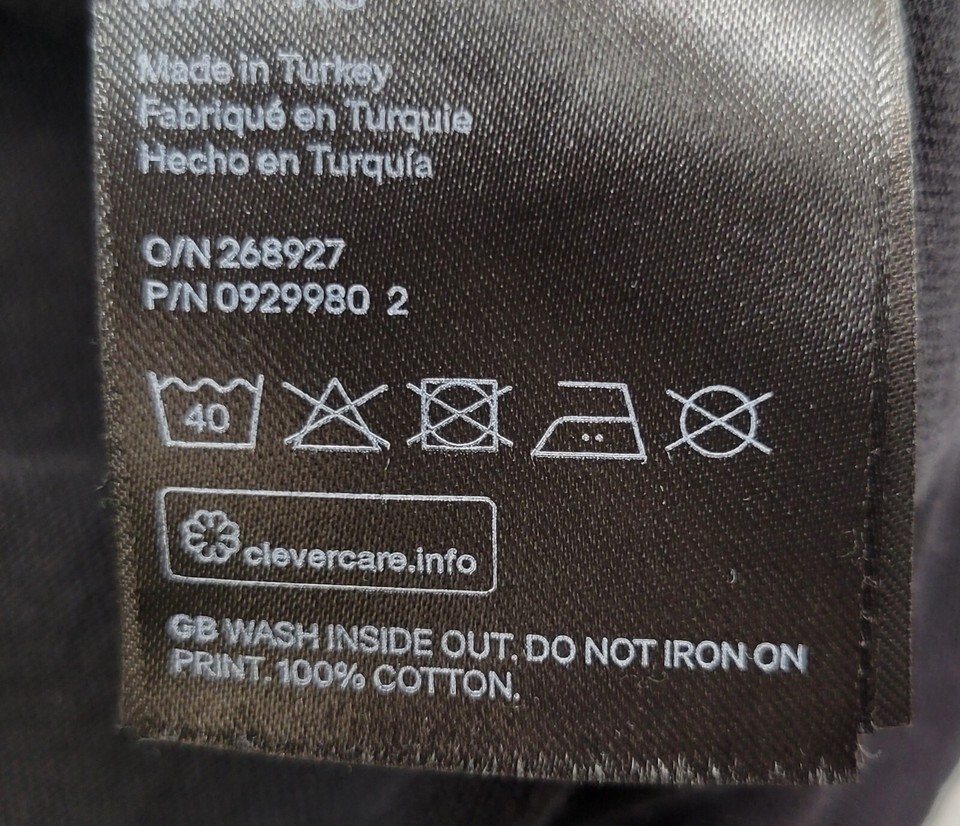 Made in Turkey
Fabriqué en Turquie
Hecho en Turquía
O/N 268927
P/N 0929980 2
40
clevercare.info
GB WASH INSIDE OUT. DO NOT IRON ON
PRINT. 100% COTTON.